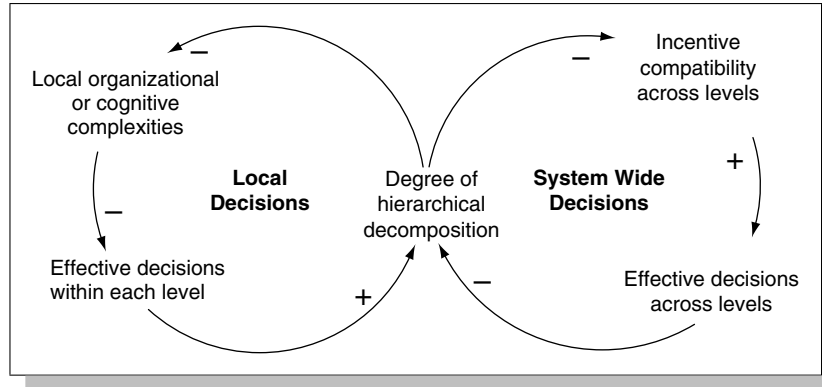 −
Local organizational
or cognitive
complexities
−
Effective decisions
within each level
+
Local
Decisions
Degree of
hierarchical
decomposition
System Wide
Decisions
−
Incentive
compatibility
across levels
+
Effective decisions
across levels
−